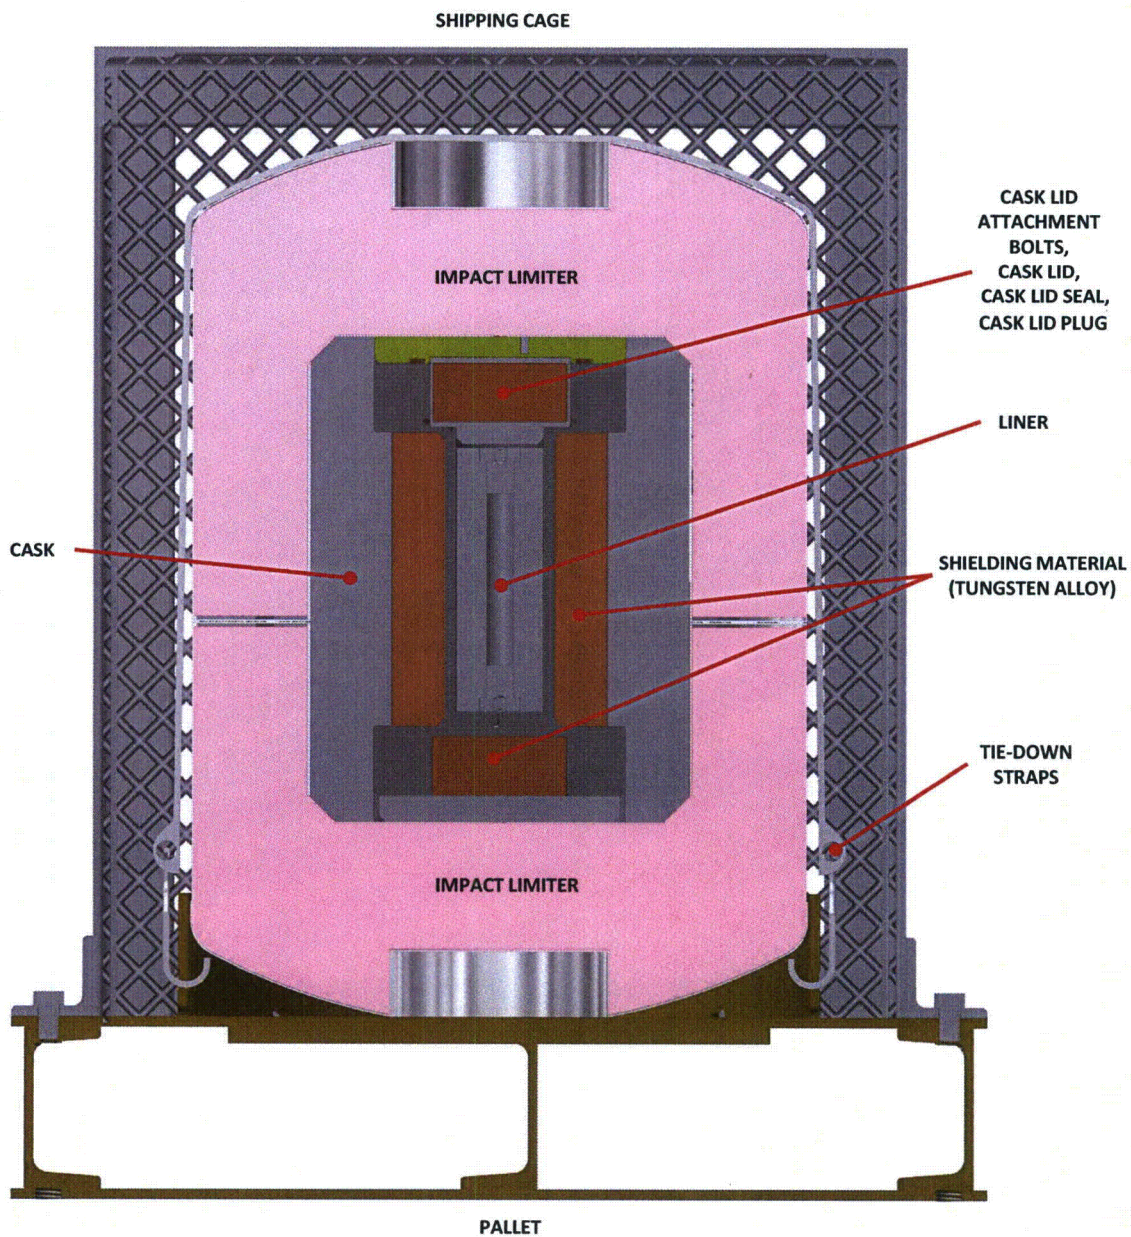 SHIPPING CAGE
CASK LID
ATTACHMENT
BOLTS,
CASK LID,
CASK LID SEAL,
CASK LID PLUG
IMPACT LIMITER
LINER
CASK
SHIELDING MATERIAL
(TUNGSTEN ALLOY)
TIE-DOWN
STRAPS
IMPACT LIMITER
PALLET